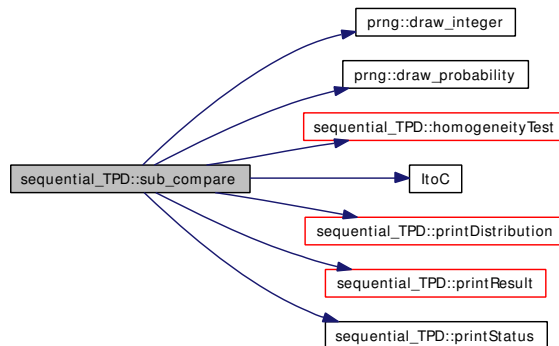 prng::draw_integer
prng::draw_probability
sequential_TPD::homogeneityTest
sequential_TPD::sub_compare
ItoC
sequential_TPD::printDistribution
sequential_TPD::printResult
sequential_TPD::printStatus